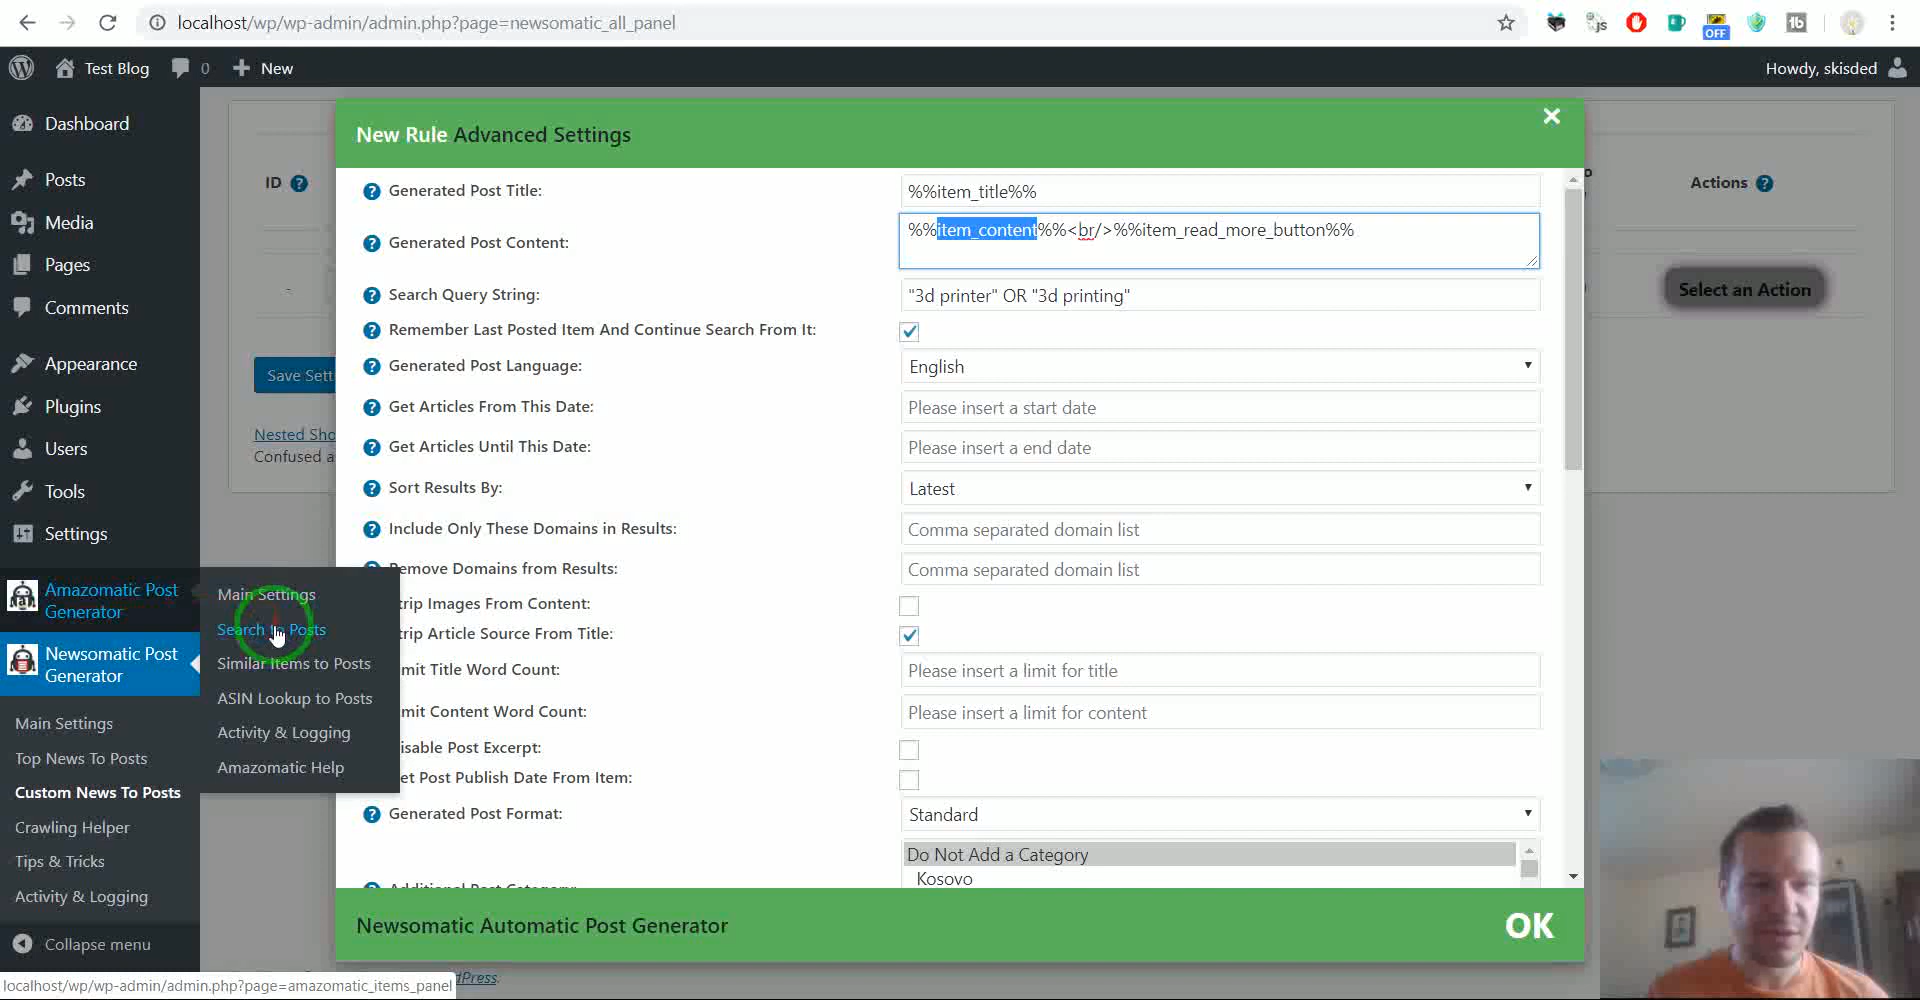 localhost/wp/wp-admin/admin.php?page=newsomatic_all_panel
OFF
Test Blog
0
New
Howdy, skisded
Dashboard
Posts
Media
Pages
Comments
Appearance
Plugins
Users
Tools
Settings
Amazomatic Post
Generator
Newsomatic Post
Generator
Main Settings
Top News To Posts
Custom News To Posts
Crawling Helper
Tips & Tricks
Activity & Logging
Collapse menu
Main Settings
Search to Posts
Similar Items to Posts
ASIN Lookup to Posts
Activity & Logging
Amazomatic Help
ID
-
Save Sett
Nested Sho
Confused a
Actions
Select an Action
New Rule Advanced Settings
Generated Post Title:
%%item_title%%
Generated Post Content:
%%item_content%%<br/>%%item_read_more_button%%
Search Query String:
"3d printer" OR "3d printing"
Remember Last Posted Item And Continue Search From It:
Generated Post Language:
English
Get Articles From This Date:
Please insert a start date
Get Articles Until This Date:
Please insert a end date
Sort Results By:
Latest
Include Only These Domains in Results:
Comma separated domain list
Remove Domains from Results:
Comma separated domain list
trip Images From Content:
trip Article Source From Title:
mit Title Word Count:
Please insert a limit for title
mit Content Word Count:
Please insert a limit for content
isable Post Excerpt:
et Post Publish Date From Item:
Generated Post Format:
Standard
Do Not Add a Category
Kosovo
Additional Post Category:
Newsomatic Automatic Post Generator
OK
dPress.
localhost/wp/wp-admin/admin.php?page=amazomatic_items_panel